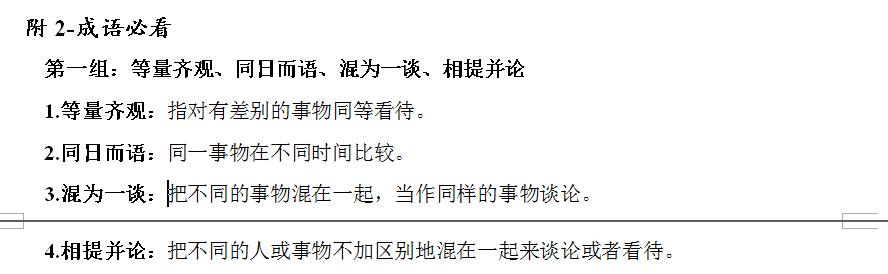 附 2-成语必看
第一组：等量齐观、同日而语、混为一谈、相提并论
1.等量齐观：指对有差别的事物同等看待。
2.同日而语：同一事物在不同时间比较。
3.混为一谈：把不同的事物混在一起，当作同样的事物谈论。
4.相提并论：把不同的人或事物不加区别地混在一起来谈论或者看待。